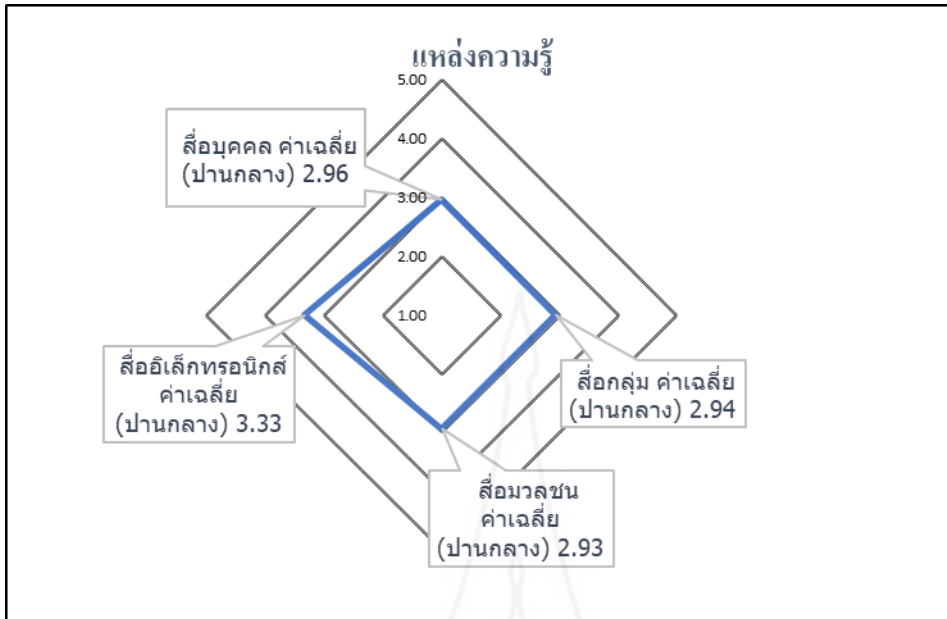 แหล่งความรู้
5.00
สื่อบุคคล ค่าเฉลี่ย
(ปานกลาง) 2.96
4.00
3.00
2.00
1.00
สื่ออิเล็กทรอนิกส์
ค่าเฉลี่ย
(ปานกลาง) 3.33
สื่อกลุ่ม ค่าเฉลี่ย
(ปานกลาง) 2.94
สื่อมวลชน
ค่าเฉลี่ย
(ปานกลาง) 2.93